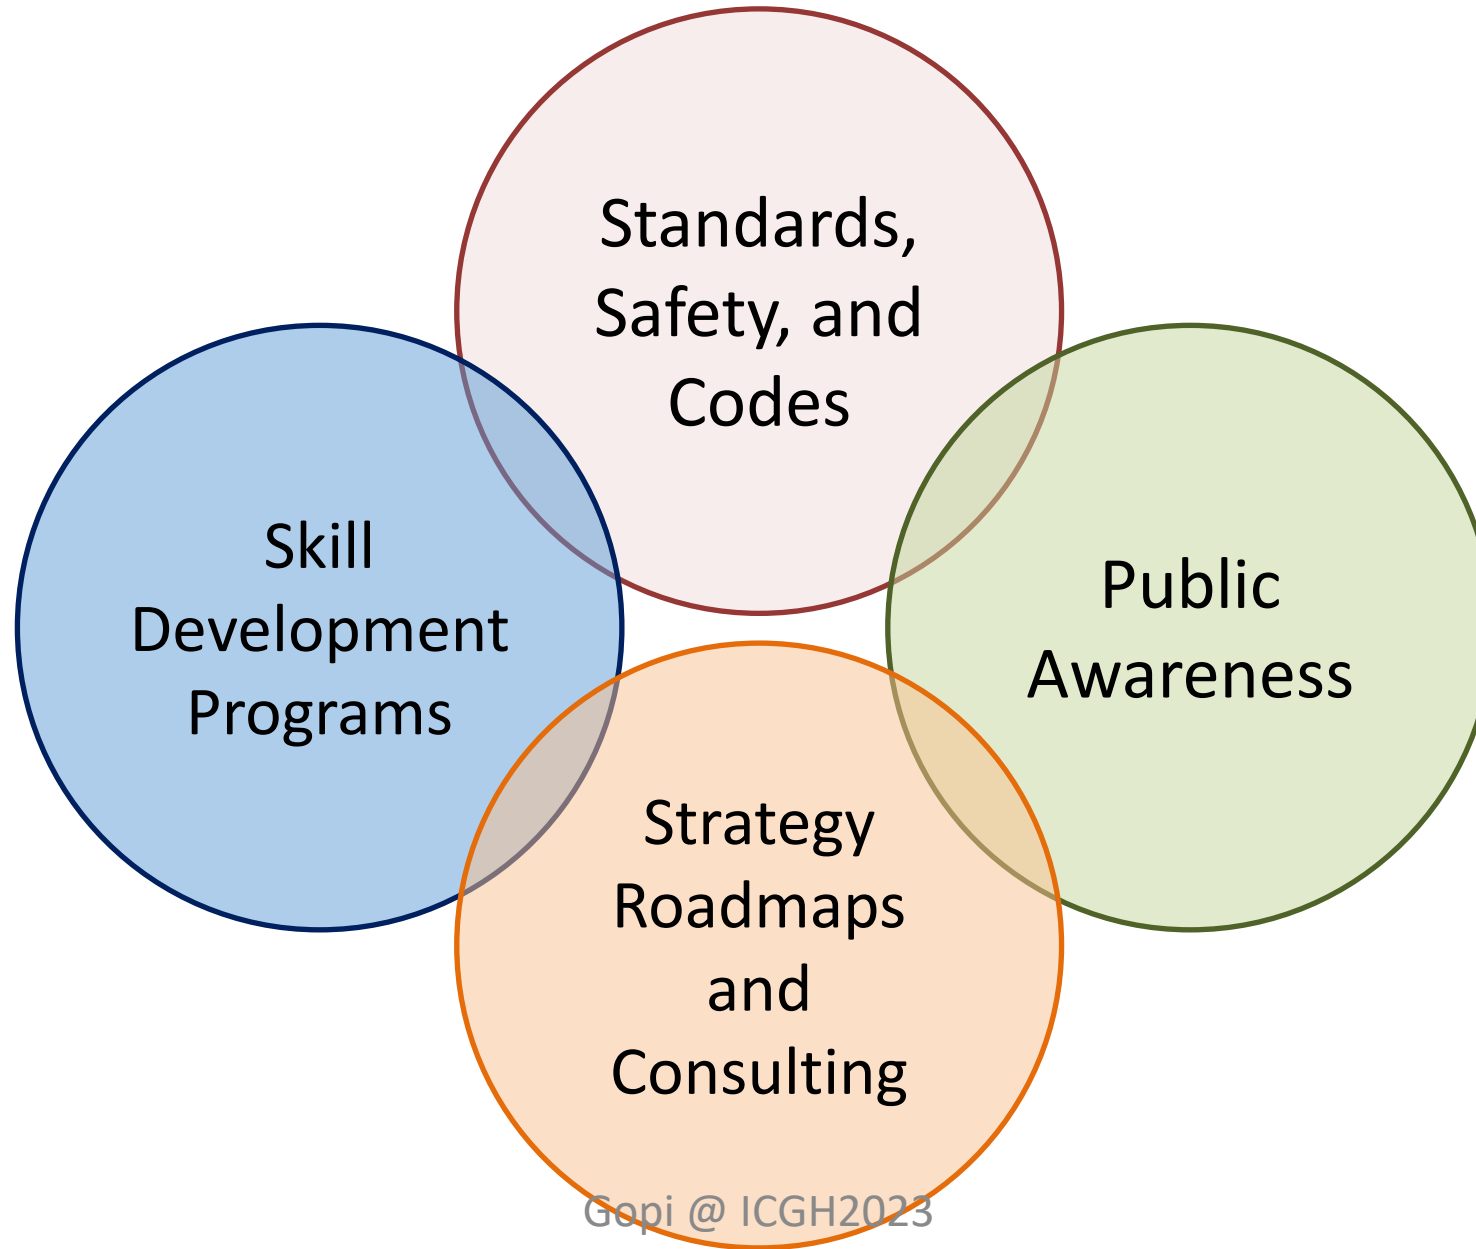 Standards,
Safety, and
Codes
Skill
Development
Programs
Public
Awareness
Strategy
Roadmaps
and
Consulting
Gopi @ ICGH2023